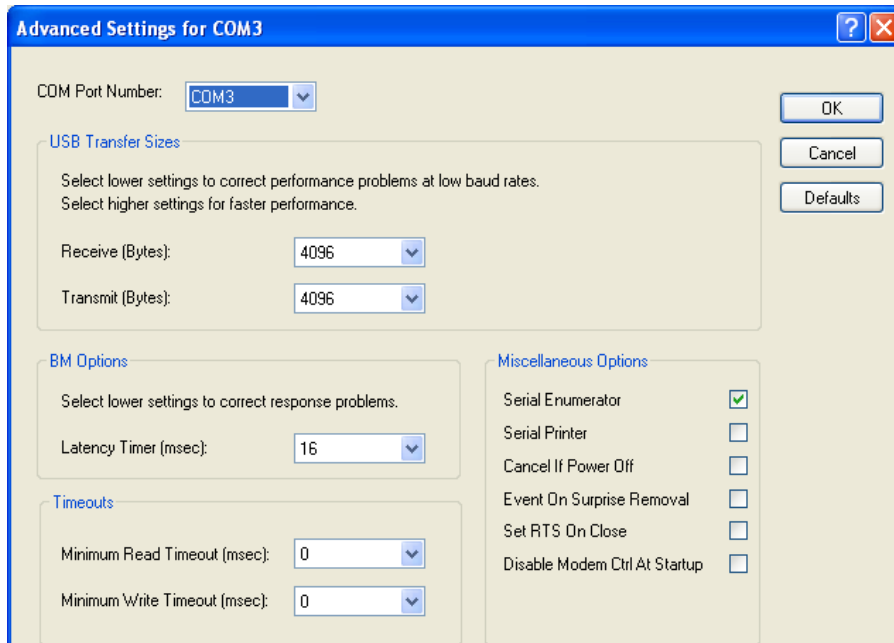 Advanced Settings for COM3
COM Port Number: COM3
OK
Cancel
Defaults
USB Transfer Sizes
Select lower settings to correct performance problems at low baud rates.
Select higher settings for faster performance.
Receive (Bytes): 4096
Transmit (Bytes): 4096
BM Options
Select lower settings to correct response problems.
Latency Timer (msec): 16
Timeouts
Minimum Read Timeout (msec): 0
Minimum Write Timeout (msec): 0
Miscellaneous Options
Serial Enumerator
Serial Printer
Cancel If Power Off
Event On Surprise Removal
Set RTS On Close
Disable Modem Ctrl At Startup